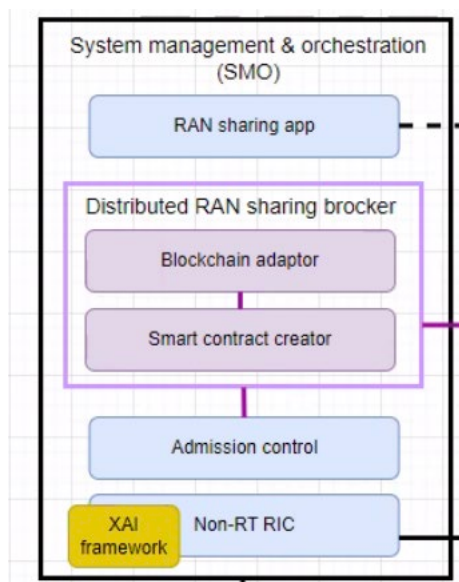 System management & orchestration
(SMO)
RAN sharing app
Distributed RAN sharing brocker
Blockchain adaptor
Smart contract creator
Admission control
XAI
framework
Non-RT RIC